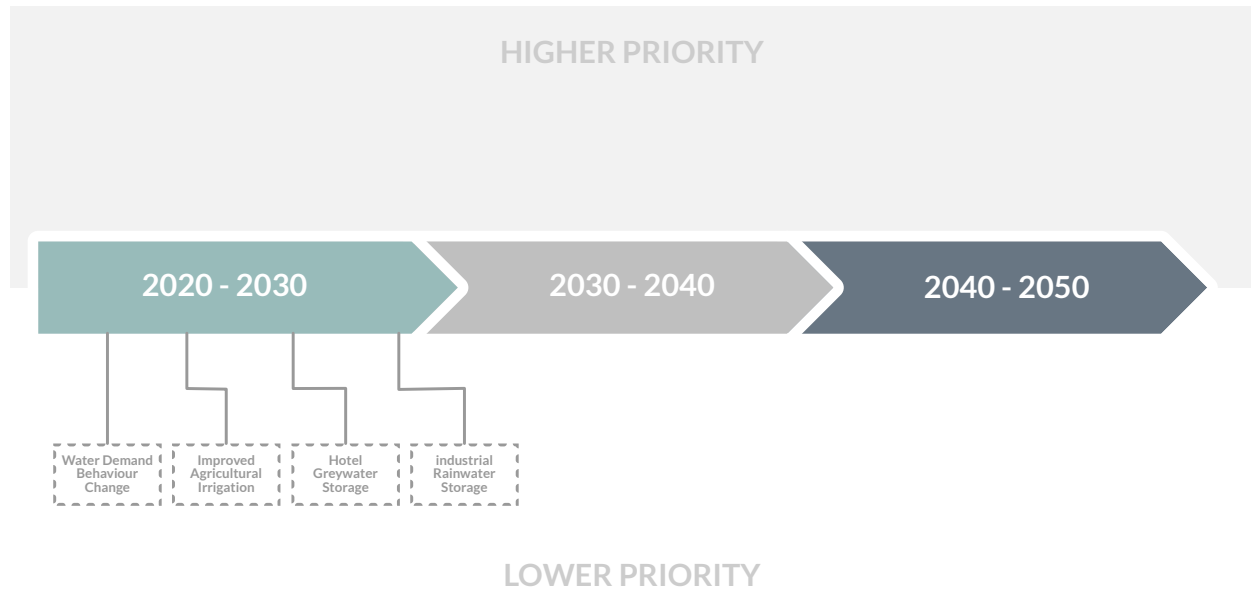 HIGHER PRIORITY
2020 - 2030
2030 - 2040
2040 - 2050
Water Demand
Behaviour
Change
Improved
Agricultural
Irrigation
Hotel
Greywater
Storage
industrial
Rainwater
Storage
LOWER PRIORITY